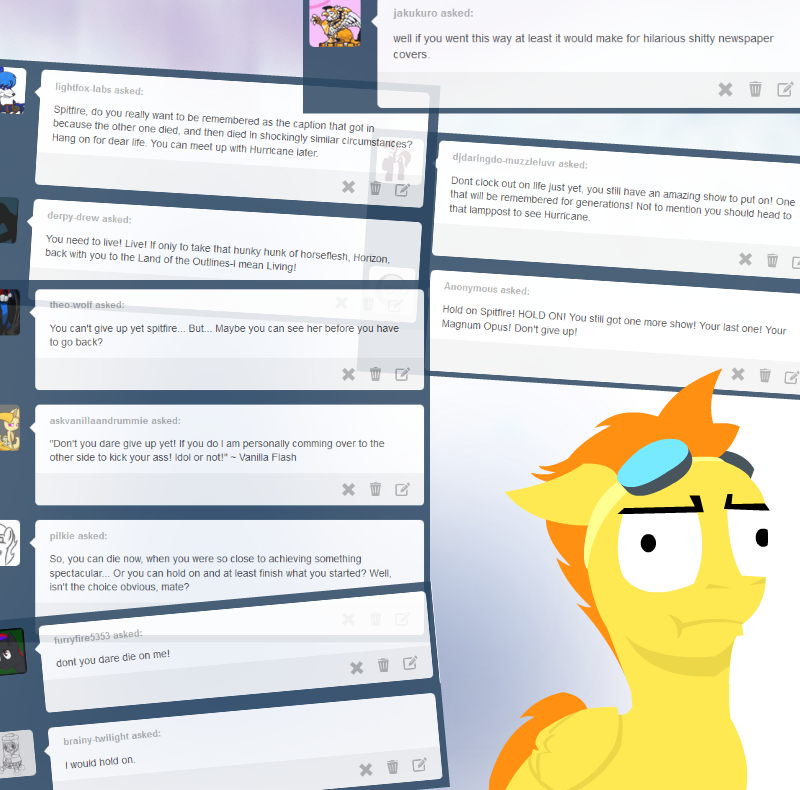 jakukuro asked:
well if you went this way at least it would make for hilarious shitty newspaper
covers.
lightfox-labs asked:
Spitfire, do you really want to be remembered as the caption that got in
because the other one died, and then died in shockingly similar circumstances?
Hang on for dear life. You can meet up with Hurricane later.
derpy-drew asked:
You need to live! Live! If only to take that hunky hunk of horseflesh, Horizon,
back with you to the Land of the Outlines-I mean Living!
theo-wolf asked:
You can't give up yet spitfire... But... Maybe you can see her before you have
to go back?
askvanillaandrummie asked:
"Don't you dare give up yet! If you do I am personally comming over to the
other side to kick your ass! Idol or not!" ~ Vanilla Flash
pilkie asked:
So, you can die now, when you were so close to achieving something
spectacular... Or you can hold on and at least finish what you started? Well,
isn't the choice obvious, mate?
furryfire5353 asked:
dont you dare die on me!
brainy-twilight asked:
I would hold on.
djdaringdo-muzzleluvr asked:
Dont clock out on life just yet, you still have an amazing show to put on! One
that will be remembered for generations! Not to mention you should head to
that lamppost to see Hurricane.
Anonymous asked:
Hold on Spitfire! HOLD ON! You still got one more show! Your last one! Your
Magnum Opus! Don't give up!